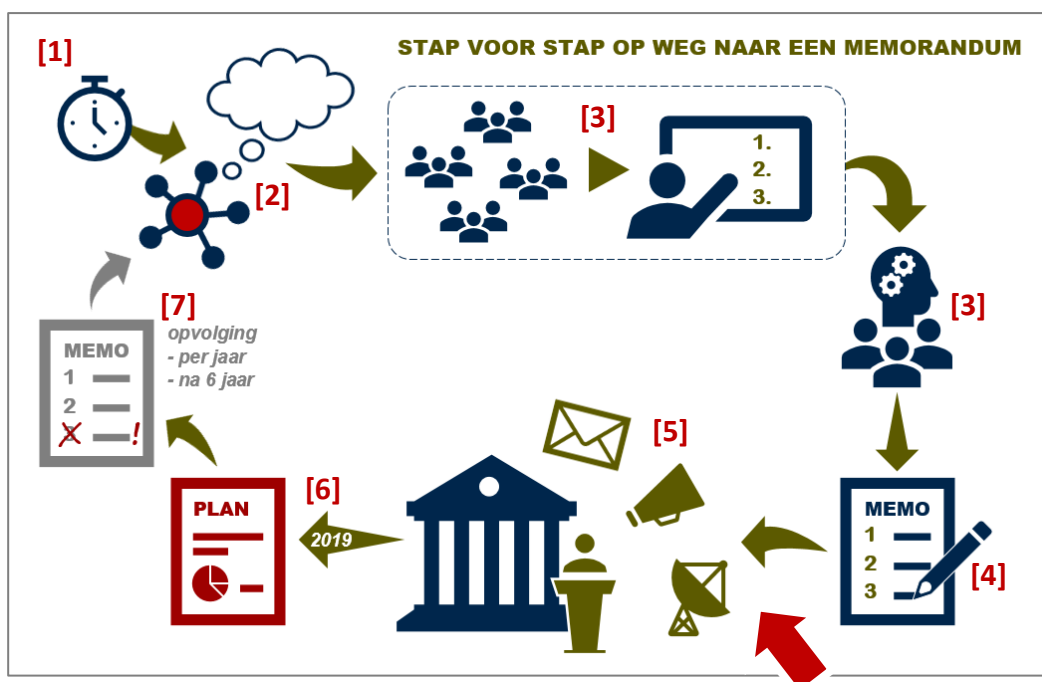 STAP VOOR STAP OP WEG NAAR EEN MEMORANDUM
[1]
[2]
[3]
1.
2.
3.
[3]
MEMO
1
2
3
[4]
[5]
[6]
2019
PLAN
[7]
opvolging
- per jaar
- na 6 jaar
MEMO
1
2
3 !